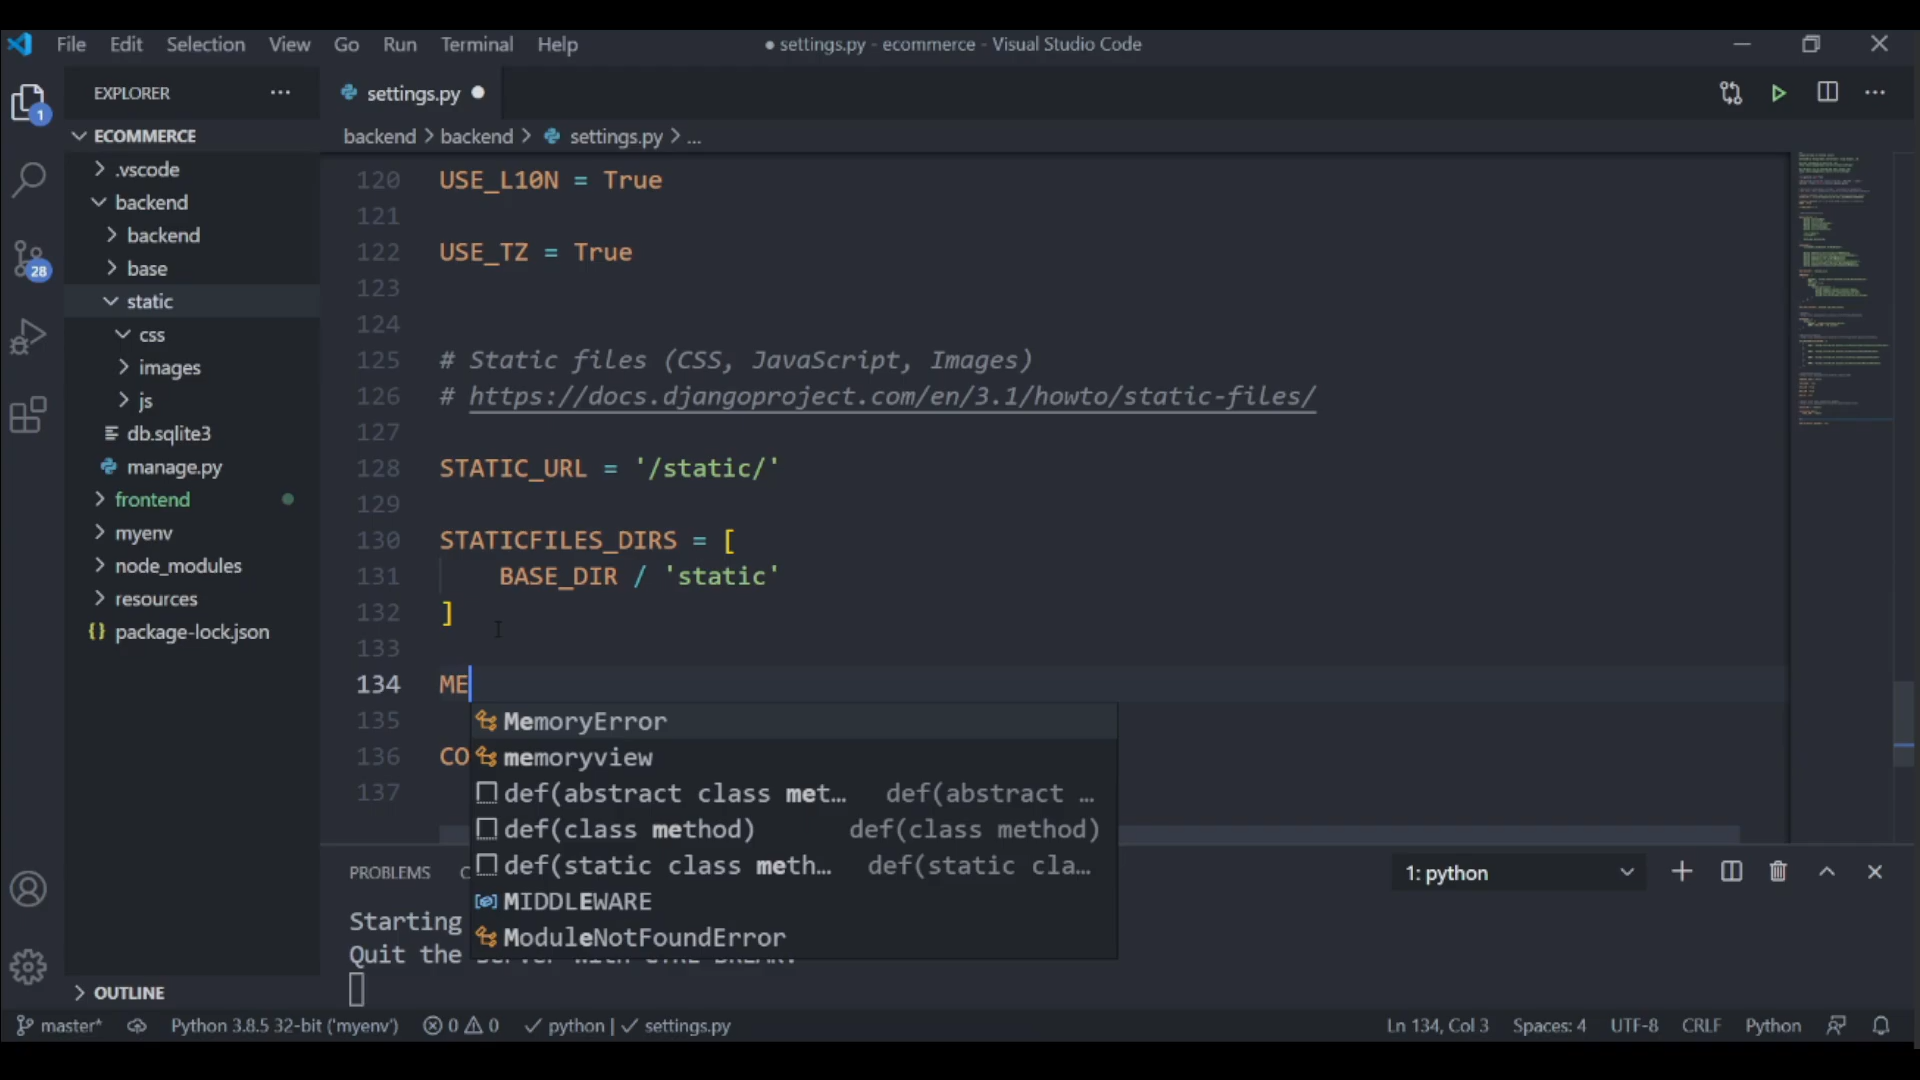 File Edit Selection View Go Run Terminal Help
● settings.py - ecommerce - Visual Studio Code
EXPLORER ...
settings.py
1
ECOMMERCE
backend > backend > settings.py > ...
.vscode
backend
backend
base
static
css
images
js
db.sqlite3
manage.py
frontend
myenv
node_modules
resources
package-lock.json
28
120 USE_L10N = True
121
122 USE_TZ = True
123
124
125 # Static files (CSS, JavaScript, Images)
126 # https://docs.djangoproject.com/en/3.1/howto/static-files/
127
128 STATIC_URL = '/static/'
129
130 STATICFILES_DIRS = [
131 BASE_DIR / 'static'
132 ]
133
134 ME
135
136 CO
137
MemoryError
memoryview
def(abstract class met... def(abstract ...
def(class method) def(class method)
def(static class meth... def(static cla...
MIDDLEWARE
ModuleNotFoundError
PROBLEMS
1: python
Starting
Quit the
OUTLINE
master* Python 3.8.5 32-bit ('myenv') 0 0 python | settings.py
Ln 134, Col 3 Spaces: 4 UTF-8 CRLF Python